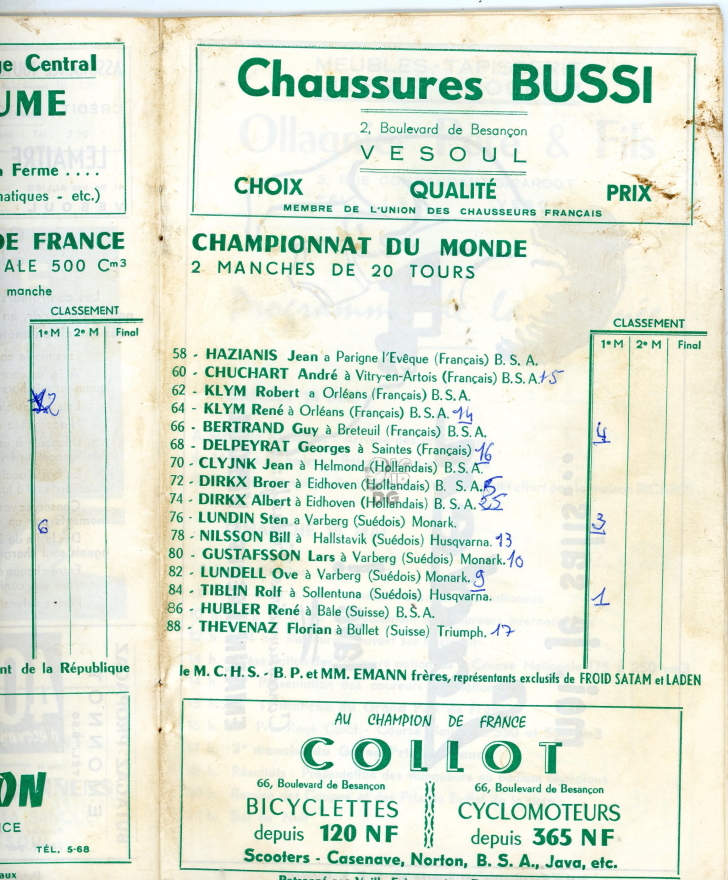 ge Central
UME
a Ferme ....
natiques - etc.)
DE FRANCE
ALE 500 Cm3
manche
CLASSEMENT
1e M 2e M Final
12
6
nt de la République
ON
CE
TÉL. 5-68
aux
Chaussures BUSSI
2, Boulevard de Besançon
VESOUL
CHOIX QUALITÉ PRIX
MEMBRE DE L'UNION DES CHAUSSEURS FRANÇAIS
CHAMPIONNAT DU MONDE
2 MANCHES DE 20 TOURS
CLASSEMENT
1e M 2e M Final
58 - HAZIANIS Jean a Parigne l'Evêque (Français) B. S. A.
60 - CHUCHART André à Vitry-en-Artois (Français) B. S. A. 15
62 - KLYM Robert a Orléans (Français) B. S. A.
64 - KLYM René à Orléans (Français) B. S. A. 14
66 - BERTRAND Guy à Breteuil (Français) B. S. A. 4
68 - DELPEYRAT Georges à Saintes (Français) 16
70 - CLYJNK Jean à Helmond (Hollandais) B. S. A.
72 - DIRKX Broer à Eidhoven (Hollandais) B. S. A. 5
74 - DIRKX Albert à Eidhoven (Hollandais) B. S. A. 25
76 - LUNDIN Sten a Varberg (Suédois) Monark. 3
78 - NILSSON Bill à Hallstavik (Suédois) Husqvarna. 13
80 - GUSTAFSSON Lars à Varberg (Suédois) Monark. 10
82 - LUNDELL Ove à Varberg (Suédois) Monark. 9
84 - TIBLIN Rolf à Sollentuna (Suédois) Husqvarna. 1
86 - HUBLER René à Bâle (Suisse) B. S. A.
88 - THEVENAZ Florian à Bullet (Suisse) Triumph. 17
le M. C. H. S. - B. P. et MM. EMANN frères, représentants exclusifs de FROID SATAM et LADEN
AU CHAMPION DE FRANCE
COLLOT
66, Boulevard de Besançon 66, Boulevard de Besançon
BICYCLETTES CYCLOMOTEURS
depuis 120 NF depuis 365 NF
Scooters - Casenave, Norton, B. S. A., Java, etc.